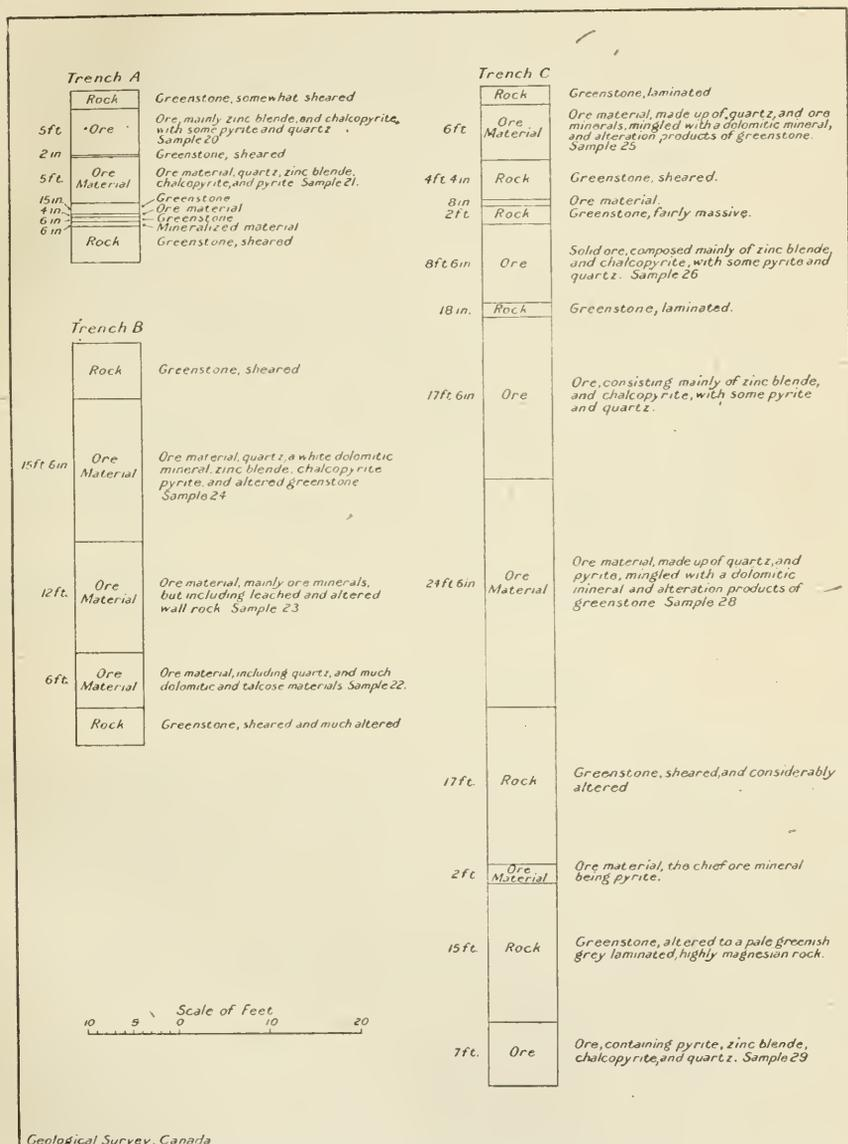 Trench A
Rock
Greenstone, somewhat sheared
5ft
Ore
Ore, mainly zinc blende, and chalcopyrite,
with some pyrite and quartz
Sample 20
2 in
Greenstone, sheared
5ft.
Ore
Material
Ore material, quartz, zinc blende,
chalcopyrite, and pyrite Sample 21.
15in.
Greenstone
4 in
Ore material
6 in
Greenstone
6 in
Mineralized material
Rock
Greenstone, sheared
Trench B
Rock
Greenstone, sheared
15ft 6in
Ore
Material
Ore material, quartz, a white dolomitic
mineral, zinc blende, chalcopyrite
pyrite, and altered greenstone
Sample 24
12ft.
Ore
Material
Ore material, mainly ore minerals,
but including leached and altered
wall rock Sample 23
6ft.
Ore
Material
Ore material, including quartz, and much
dolomitic and talcose materials Sample 22.
Rock
Greenstone, sheared and much altered
Scale of Feet
10 5 0 10 20
Trench C
Rock
Greenstone, laminated
6ft
Ore
Material
Ore material, made up of quartz, and ore
minerals, mingled with a dolomitic mineral,
and alteration products of greenstone.
Sample 25
4ft 4in
Rock
Greenstone, sheared.
8in
Ore material.
2ft
Rock
Greenstone, fairly massive.
8ft 6in
Ore
Solid ore, composed mainly of zinc blende,
and chalcopyrite, with some pyrite and
quartz. Sample 26
18 in.
Rock
Greenstone, laminated.
17ft 6in
Ore
Ore, consisting mainly of zinc blende,
and chalcopyrite, with some pyrite
and quartz.
24ft 6in
Ore
Material
Ore material, made up of quartz, and
pyrite, mingled with a dolomitic
mineral and alteration products of
greenstone Sample 28
17ft.
Rock
Greenstone, sheared, and considerably
altered
2ft
Ore
Material
Ore material, the chief ore mineral
being pyrite.
15ft.
Rock
Greenstone, altered to a pale greenish
grey laminated, highly magnesian rock.
7ft.
Ore
Ore, containing pyrite, zinc blende,
chalcopyrite, and quartz. Sample 29
Geological Survey, Canada